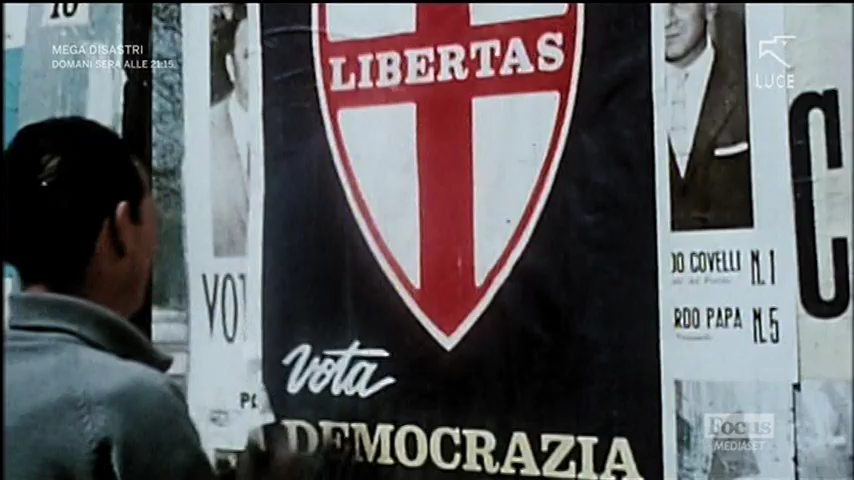 10
MEGA DISASTRI
DOMANI SERA ALLE 21:15
LUCE
LIBERTAS
C
DO COVELLI N.1
RDO PAPA N.5
VOT
vota
DEMOCRAZIA
Focus
MEDIASET